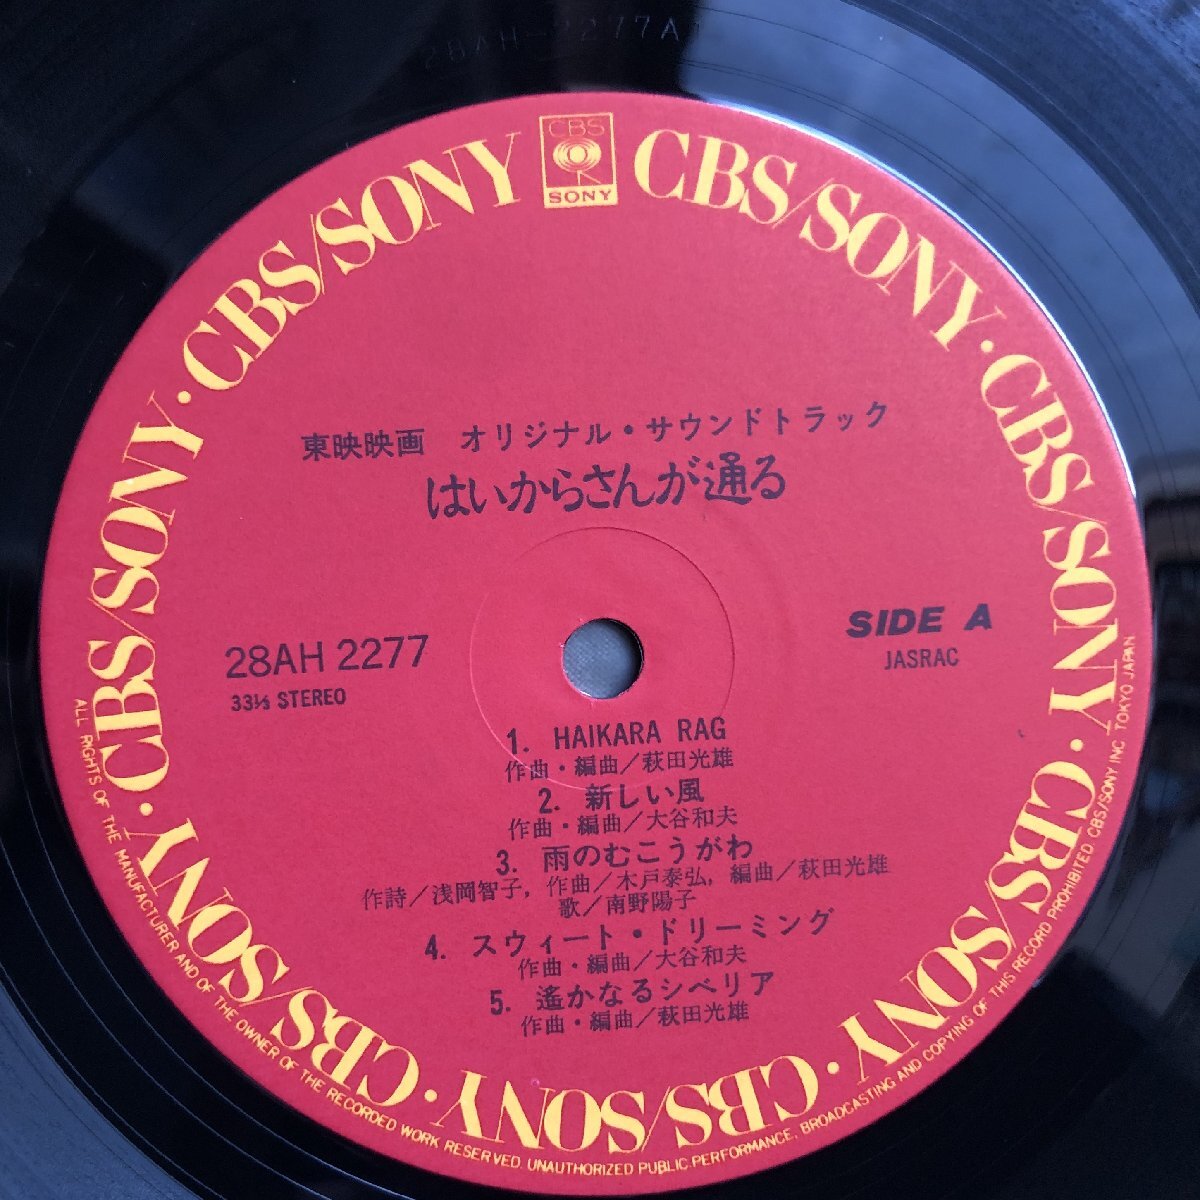 CBS
SONY
CBS/SONY · CBS/SONY · CBS/SONY · CBS/SONY · CBS/SONY · CBS/SONY · CBS/SONY · CBS/SONY
東映映画 オリジナル・サウンドトラック
はいからさんが通る
28AH 2277
33⅓ STEREO
SIDE A
JASRAC
1. HAIKARA RAG
作曲・編曲／萩田光雄
2. 新しい風
作曲・編曲／大谷和夫
3. 雨のむこうがわ
作詩／浅岡智子, 作曲／木戸泰弘, 編曲／萩田光雄
歌／南野陽子
4. スウィート・ドリーミング
作曲・編曲／大谷和夫
5. 遙かなるシベリア
作曲・編曲／萩田光雄
ALL RIGHTS OF THE MANUFACTURER AND OF THE OWNER OF THE RECORDED WORK RESERVED. UNAUTHORIZED PUBLIC PERFORMANCE, BROADCASTING AND COPYING OF THIS RECORD PROHIBITED CBS/SONY INC. TOKYO JAPAN